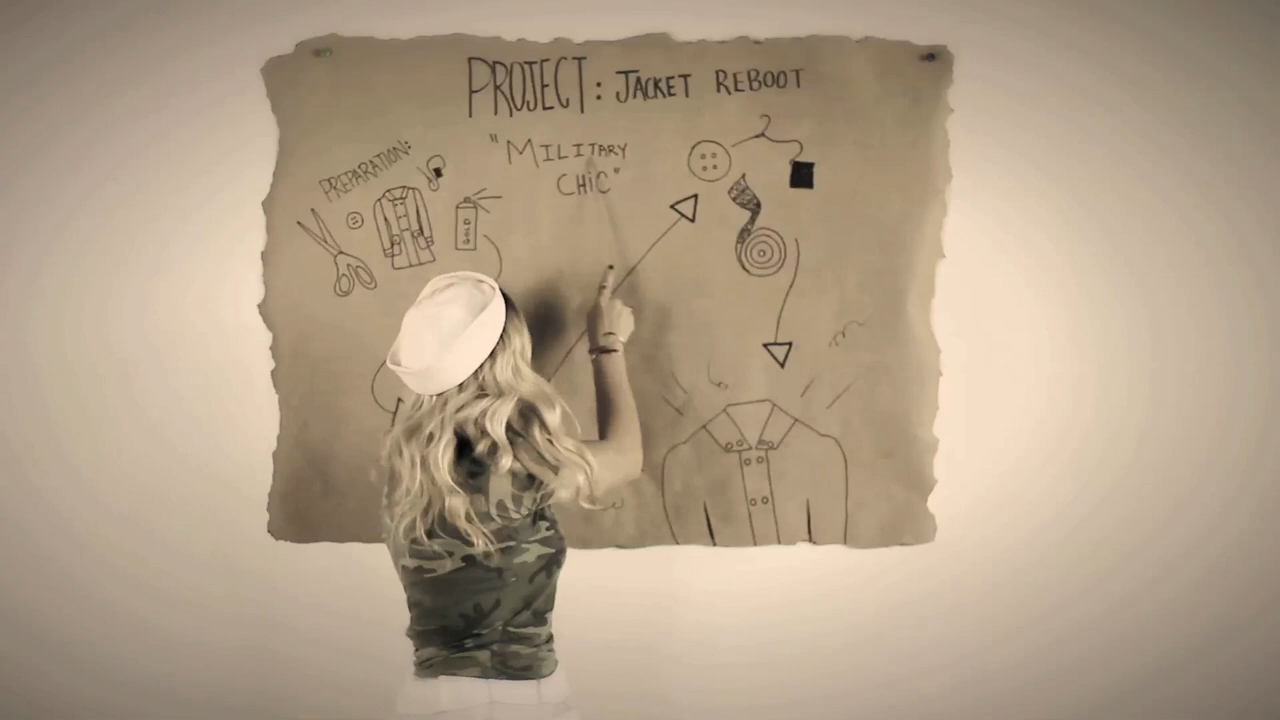 PROJECT: JACKET REBOOT
"MILITARY
CHiC"
PREPARATION:
GOLD